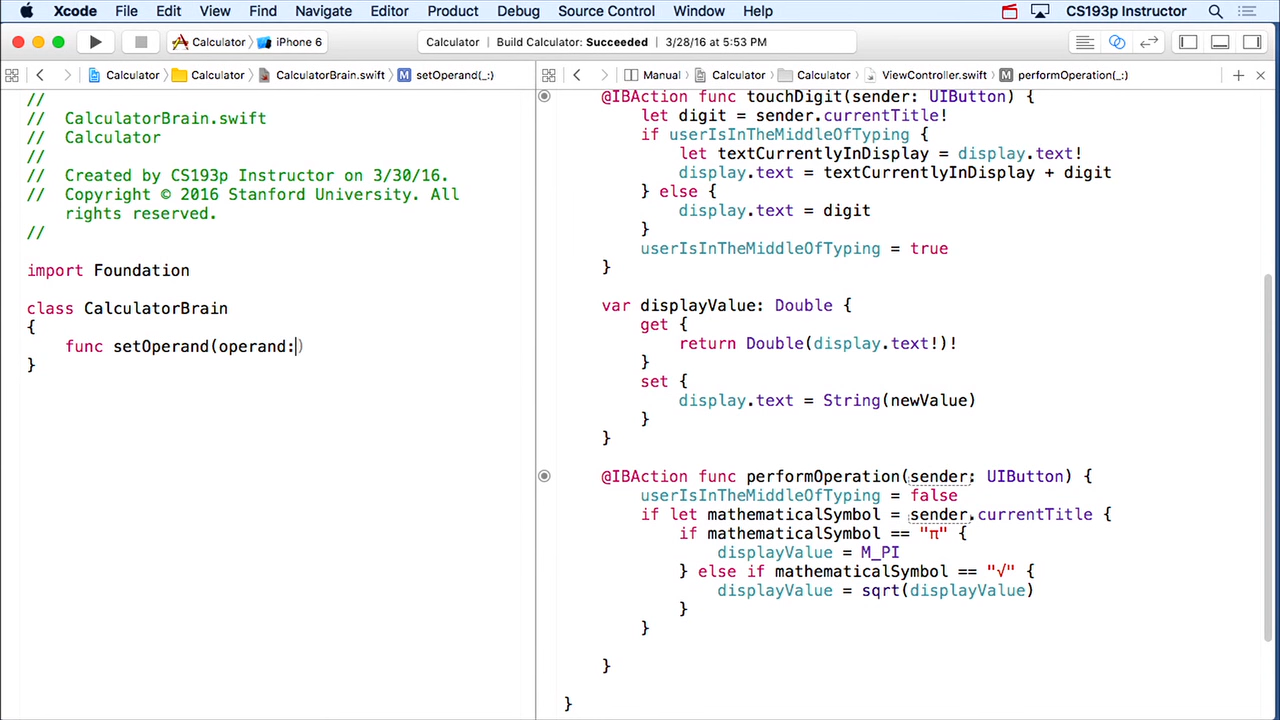 Xcode File Edit View Find Navigate Editor Product Debug Source Control Window Help CS193p Instructor
Calculator iPhone 6 Calculator Build Calculator: Succeeded 3/28/16 at 5:53 PM
Calculator Calculator CalculatorBrain.swift M setOperand(_:)
//
// CalculatorBrain.swift
// Calculator
//
// Created by CS193p Instructor on 3/30/16.
// Copyright © 2016 Stanford University. All
rights reserved.
//
import Foundation
class CalculatorBrain
{
func setOperand(operand:)
}
Manual Calculator Calculator ViewController.swift M performOperation(_:)
@IBAction func touchDigit(sender: UIButton) {
let digit = sender.currentTitle!
if userIsInTheMiddleOfTyping {
let textCurrentlyInDisplay = display.text!
display.text = textCurrentlyInDisplay + digit
} else {
display.text = digit
}
userIsInTheMiddleOfTyping = true
}
var displayValue: Double {
get {
return Double(display.text!)!
}
set {
display.text = String(newValue)
}
}
@IBAction func performOperation(sender: UIButton) {
userIsInTheMiddleOfTyping = false
if let mathematicalSymbol = sender.currentTitle {
if mathematicalSymbol == "π" {
displayValue = M_PI
} else if mathematicalSymbol == "√" {
displayValue = sqrt(displayValue)
}
}
}
}